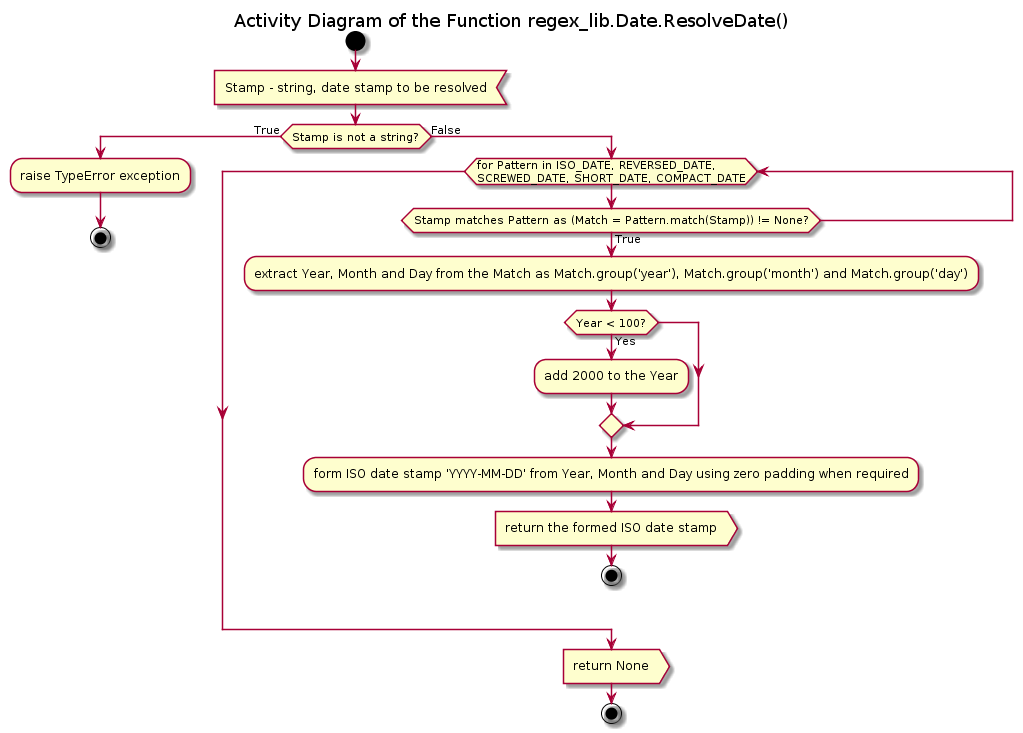 Activity Diagram of the Function regex_lib.Date.ResolveDate()
Stamp - string, date stamp to be resolved
True
Stamp is not a string?
False
raise TypeError exception
for Pattern in ISO_DATE, REVERSED_DATE,
SCREWED_DATE, SHORT_DATE, COMPACT_DATE
Stamp matches Pattern as (Match = Pattern.match(Stamp)) != None?
True
extract Year, Month and Day from the Match as Match.group('year'), Match.group('month') and Match.group('day')
Year < 100?
Yes
add 2000 to the Year
form ISO date stamp 'YYYY-MM-DD' from Year, Month and Day using zero padding when required
return the formed ISO date stamp
return None